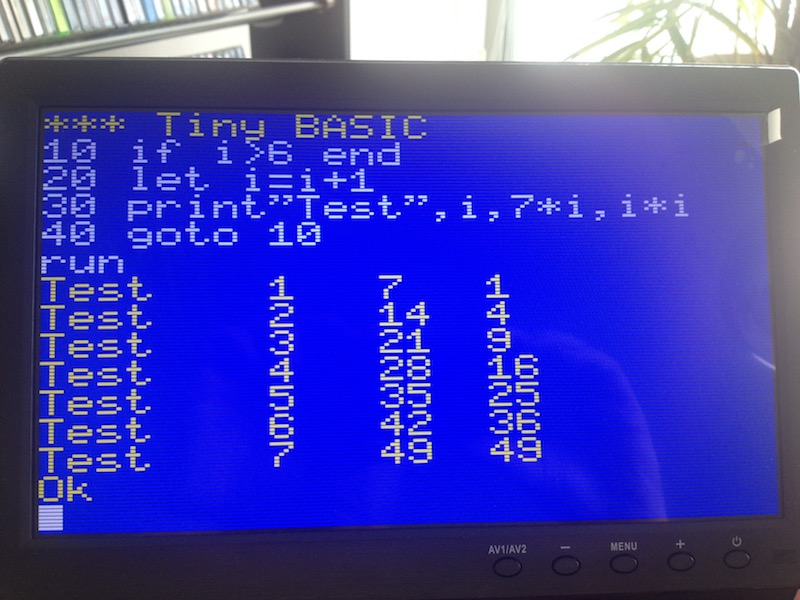 *** Tiny BASIC
10 if i>6 end
20 let i=i+1
30 print"Test",i,7*i,i*i
40 goto 10
run
Test 1 7 1
Test 2 14 4
Test 3 21 9
Test 4 28 16
Test 5 35 25
Test 6 42 36
Test 7 49 49
Ok
AV1/AV2 − MENU +